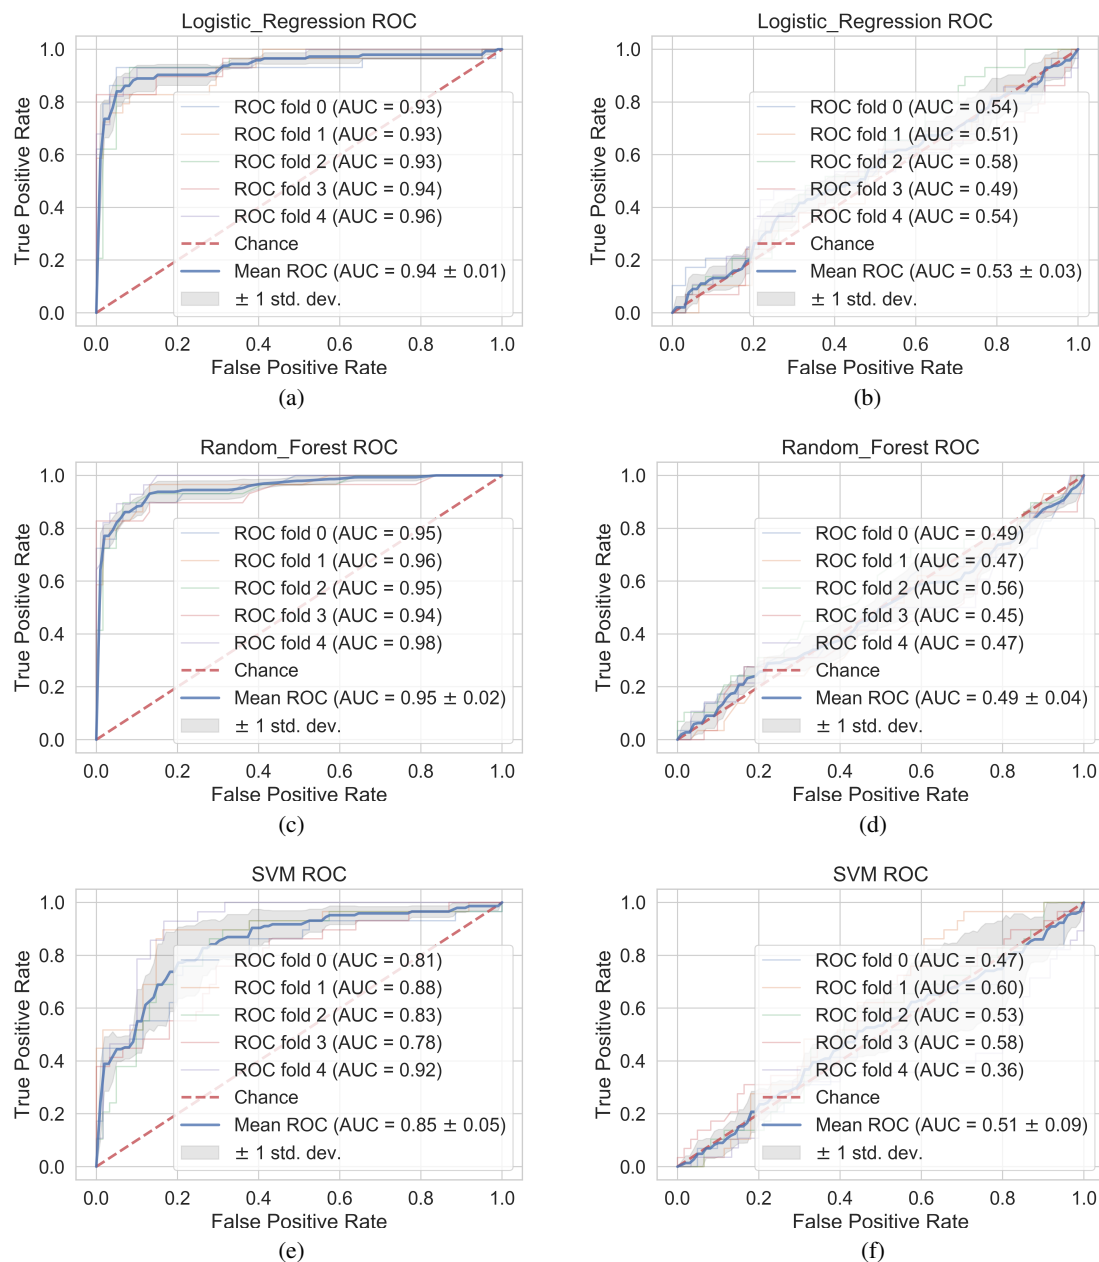 Logistic_Regression ROC
1.0
0.8
0.6
0.4
0.2
0.0
True Positive Rate
ROC fold 0 (AUC = 0.93)
ROC fold 1 (AUC = 0.93)
ROC fold 2 (AUC = 0.93)
ROC fold 3 (AUC = 0.94)
ROC fold 4 (AUC = 0.96)
Chance
Mean ROC (AUC = 0.94 ± 0.01)
± 1 std. dev.
0.0 0.2 0.4 0.6 0.8 1.0
False Positive Rate
(a)
Logistic_Regression ROC
1.0
0.8
0.6
0.4
0.2
0.0
True Positive Rate
ROC fold 0 (AUC = 0.54)
ROC fold 1 (AUC = 0.51)
ROC fold 2 (AUC = 0.58)
ROC fold 3 (AUC = 0.49)
ROC fold 4 (AUC = 0.54)
Chance
Mean ROC (AUC = 0.53 ± 0.03)
± 1 std. dev.
0.0 0.2 0.4 0.6 0.8 1.0
False Positive Rate
(b)
Random_Forest ROC
1.0
0.8
0.6
0.4
0.2
0.0
True Positive Rate
ROC fold 0 (AUC = 0.95)
ROC fold 1 (AUC = 0.96)
ROC fold 2 (AUC = 0.95)
ROC fold 3 (AUC = 0.94)
ROC fold 4 (AUC = 0.98)
Chance
Mean ROC (AUC = 0.95 ± 0.02)
± 1 std. dev.
0.0 0.2 0.4 0.6 0.8 1.0
False Positive Rate
(c)
Random_Forest ROC
1.0
0.8
0.6
0.4
0.2
0.0
True Positive Rate
ROC fold 0 (AUC = 0.49)
ROC fold 1 (AUC = 0.47)
ROC fold 2 (AUC = 0.56)
ROC fold 3 (AUC = 0.45)
ROC fold 4 (AUC = 0.47)
Chance
Mean ROC (AUC = 0.49 ± 0.04)
± 1 std. dev.
0.0 0.2 0.4 0.6 0.8 1.0
False Positive Rate
(d)
SVM ROC
1.0
0.8
0.6
0.4
0.2
0.0
True Positive Rate
ROC fold 0 (AUC = 0.81)
ROC fold 1 (AUC = 0.88)
ROC fold 2 (AUC = 0.83)
ROC fold 3 (AUC = 0.78)
ROC fold 4 (AUC = 0.92)
Chance
Mean ROC (AUC = 0.85 ± 0.05)
± 1 std. dev.
0.0 0.2 0.4 0.6 0.8 1.0
False Positive Rate
(e)
SVM ROC
1.0
0.8
0.6
0.4
0.2
0.0
True Positive Rate
ROC fold 0 (AUC = 0.47)
ROC fold 1 (AUC = 0.60)
ROC fold 2 (AUC = 0.53)
ROC fold 3 (AUC = 0.58)
ROC fold 4 (AUC = 0.36)
Chance
Mean ROC (AUC = 0.51 ± 0.09)
± 1 std. dev.
0.0 0.2 0.4 0.6 0.8 1.0
False Positive Rate
(f)